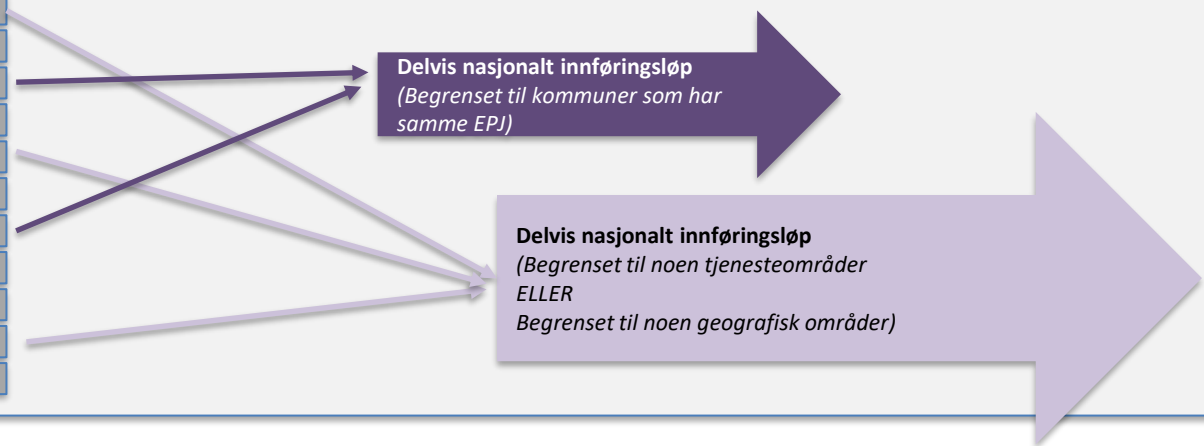 Delvis nasjonalt innføringsløp
(Begrenset til kommuner som har
samme EPJ)
Delvis nasjonalt innføringsløp
(Begrenset til noen tjenesteområder
ELLER
Begrenset til noen geografisk områder)